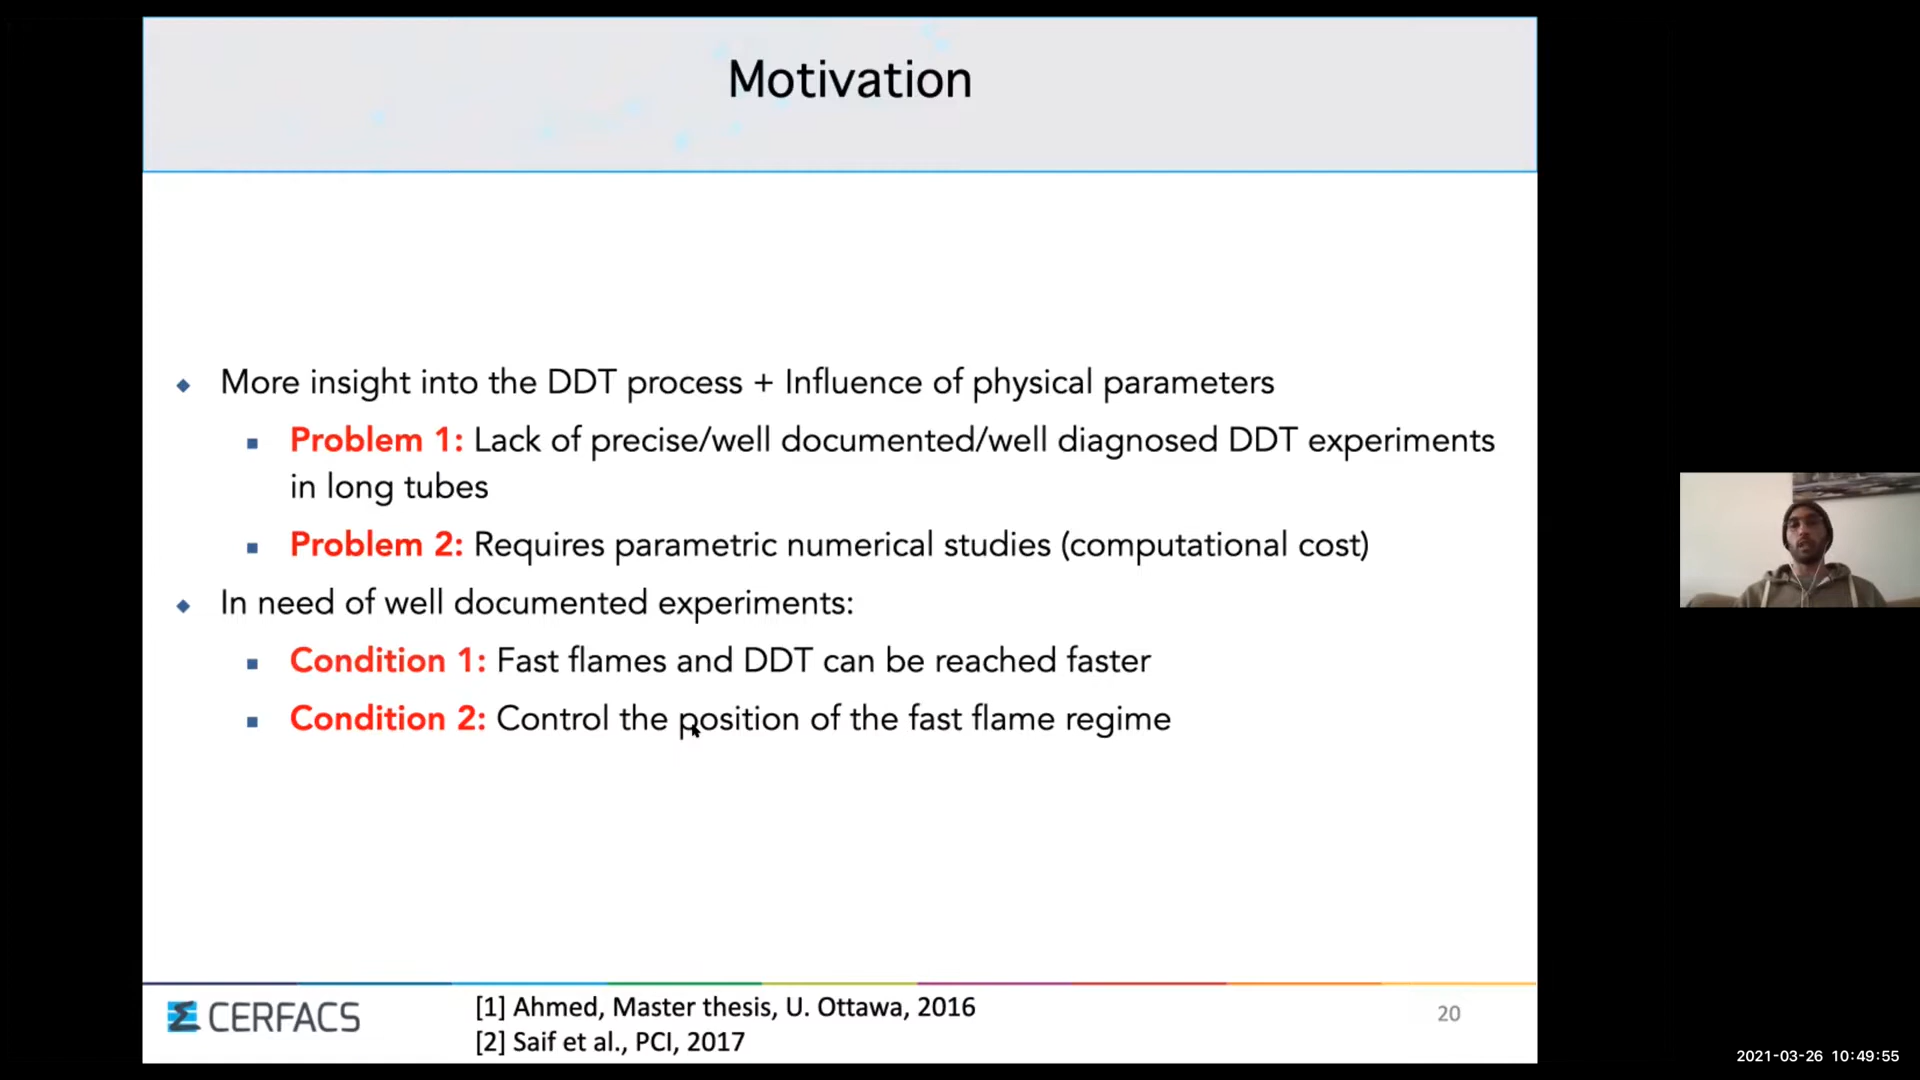 Motivation
More insight into the DDT process + Influence of physical parameters
Problem 1: Lack of precise/well documented/well diagnosed DDT experiments
in long tubes
Problem 2: Requires parametric numerical studies (computational cost)
In need of well documented experiments:
Condition 1: Fast flames and DDT can be reached faster
Condition 2: Control the position of the fast flame regime
CERFACS
[1] Ahmed, Master thesis, U. Ottawa, 2016
[2] Saif et al., PCI, 2017
20
2021-03-26 10:49:55